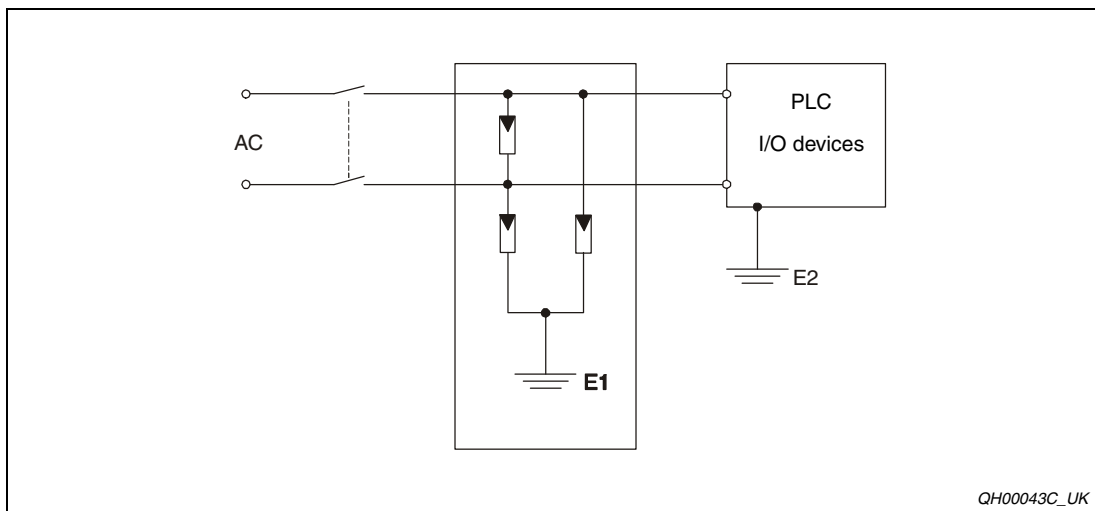 PLC
AC
I/O devices
E2
E1
QH00043C_UK